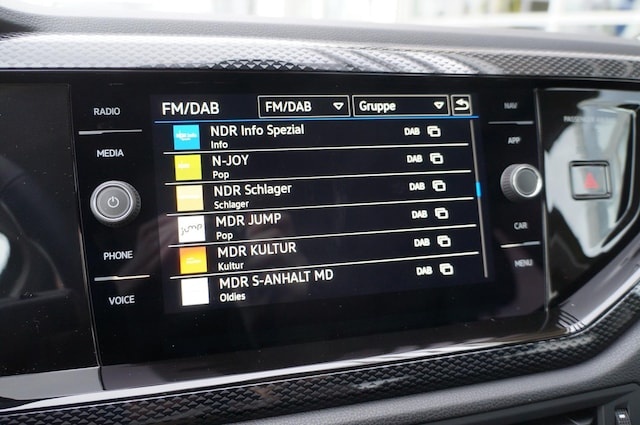 RADIO
MEDIA
PHONE
VOICE
FM/DAB
FM/DAB
Gruppe
NDR Info Spezial
Info
DAB
N-JOY
Pop
DAB
NDR Schlager
Schlager
DAB
MDR JUMP
Pop
DAB
jump
MDR KULTUR
Kultur
DAB
MDR S-ANHALT MD
Oldies
DAB
NAV
APP
CAR
MENU